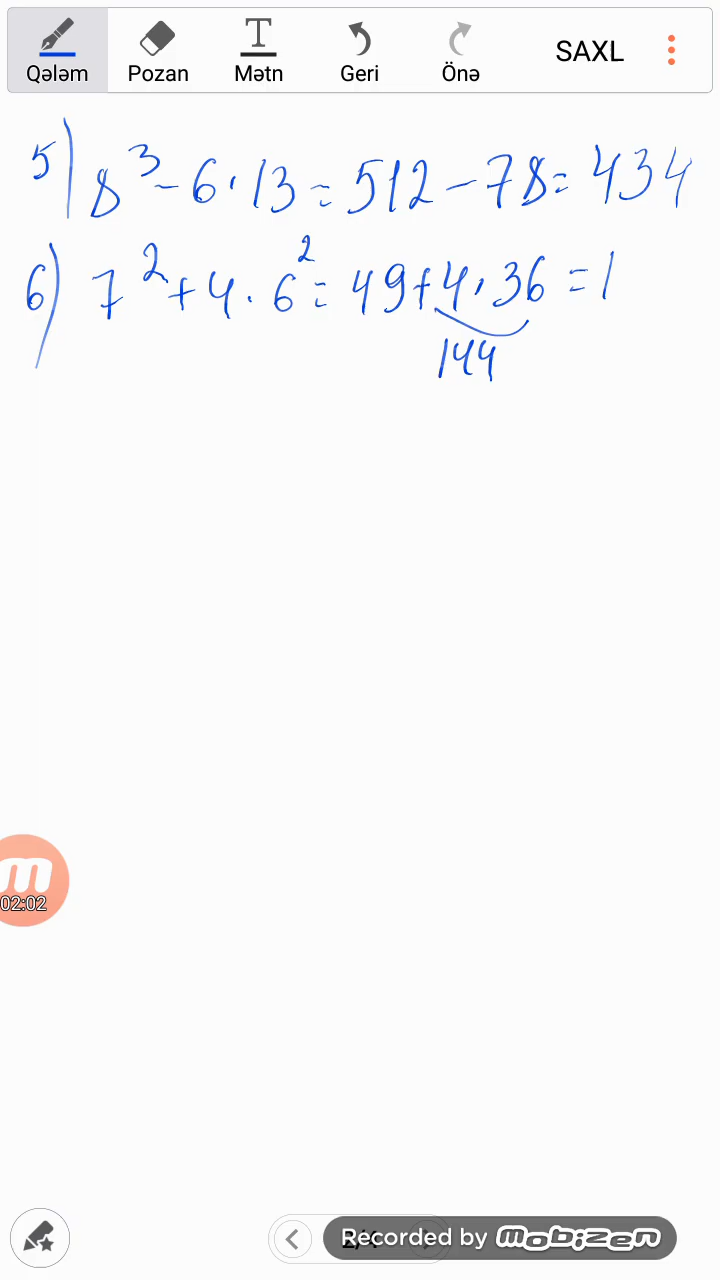 Qələm Pozan Mətn Geri Önə SAXL
5) 8³ - 6 · 13 = 512 - 78 = 434
6) 7² + 4 · 6² = 49 + 4 · 36 = 1
144
m
02:02
Recorded by mobizen